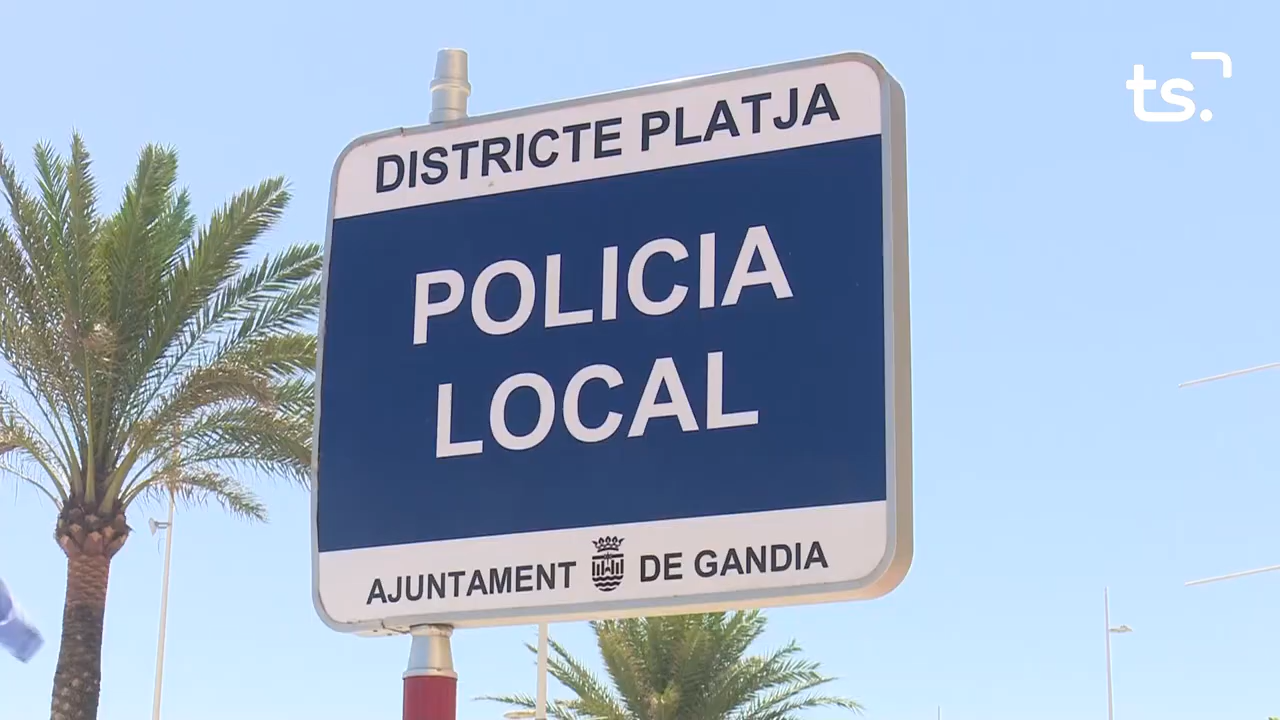 ts.
DISTRICTE PLATJA
POLICIA
LOCAL
AJUNTAMENT DE GANDIA